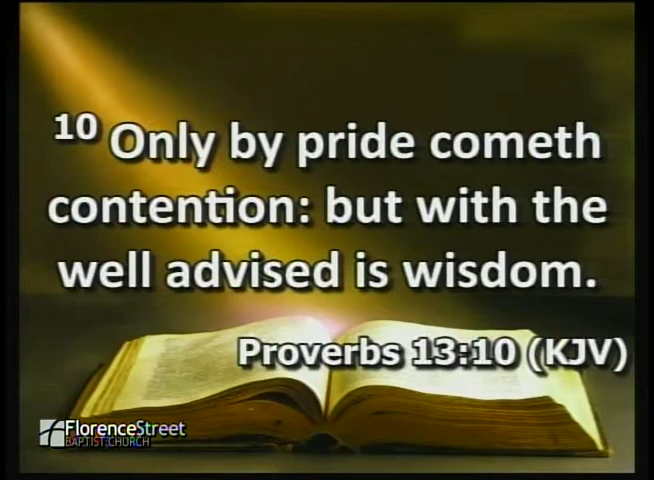 10 Only by pride cometh
contention: but with the
well advised is wisdom.
Proverbs 13:10 (KJV)
FlorenceStreet
BAPTIST CHURCH